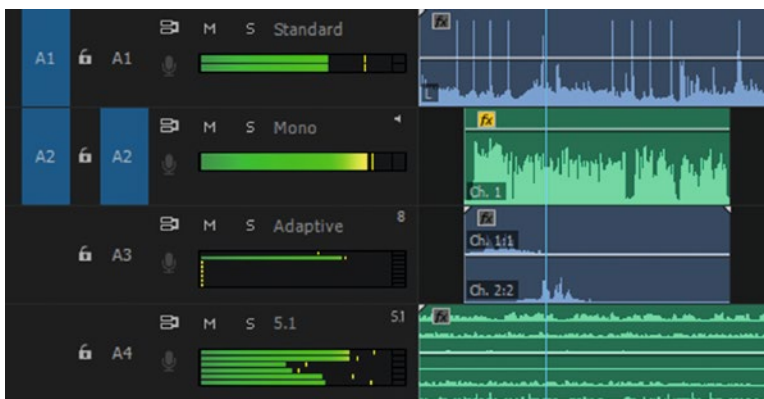 A1 A1 M S Standard fx
L
A2 A2 M S Mono fx
Ch. 1
A3 M S Adaptive 8 fx
Ch. 1:1
Ch. 2:2
A4 M S 5.1 5.1 fx